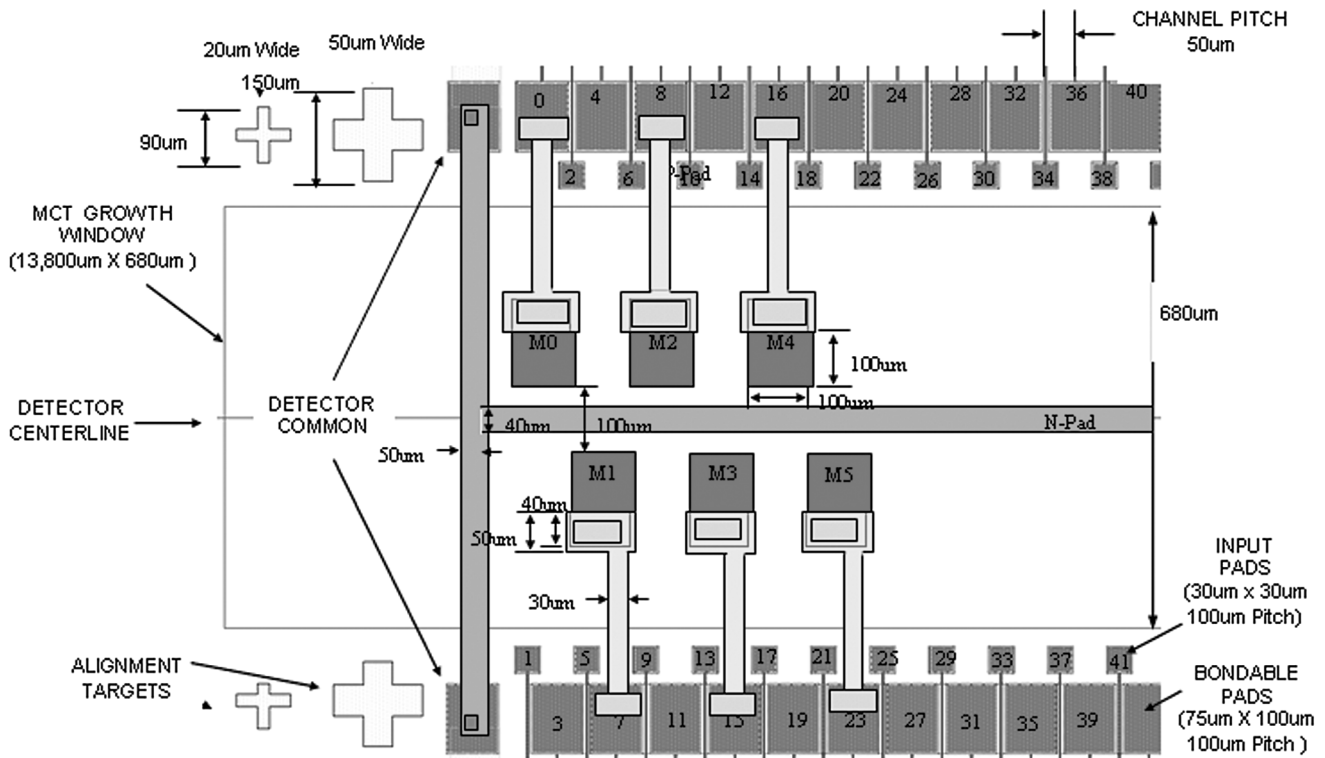 CHANNEL PITCH
50um
20um Wide
50um Wide
150um
90um
0
4
8
12
16
20
24
28
32
36
40
2
6
P-Pad
10
14
18
22
26
30
34
38
MCT GROWTH
WINDOW
(13,800um X 680um )
680um
M0
M2
M4
100um
100um
DETECTOR
CENTERLINE
DETECTOR
COMMON
40um
100um
N-Pad
50um
M1
M3
M5
40um
50um
30um
INPUT
PADS
(30um x 30um
100um Pitch)
ALIGNMENT
TARGETS
1
5
9
13
17
21
25
29
33
37
41
BONDABLE
PADS
(75um X 100um
100um Pitch )
3
7
11
15
19
23
27
31
35
39